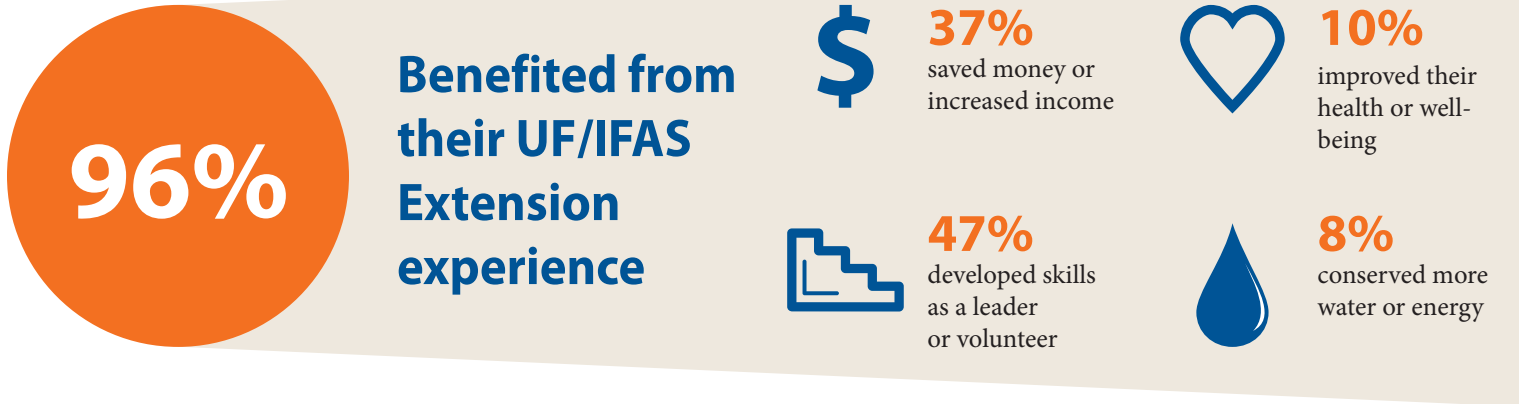 96%
Benefited from
their UF/IFAS
Extension
experience
37%
saved money or
increased income
10%
improved their
health or well-
being
47%
developed skills
as a leader
or volunteer
8%
conserved more
water or energy